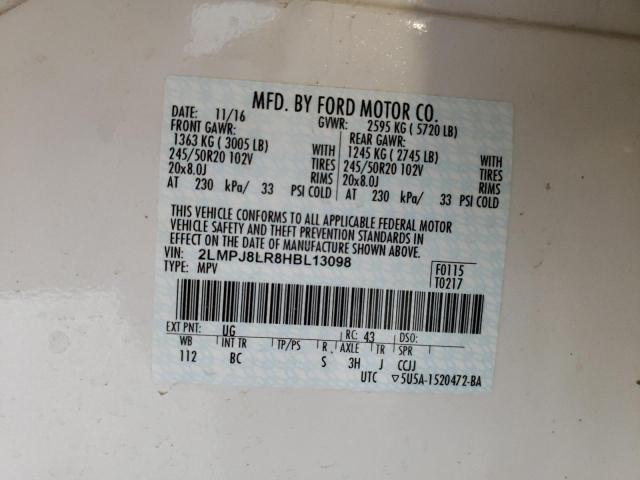 MFD. BY FORD MOTOR CO.
DATE: 11/16 GVWR: 2595 KG ( 5720 LB)
FRONT GAWR: REAR GAWR:
1363 KG ( 3005 LB) WITH 1245 KG ( 2745 LB) WITH
245/50R20 102V TIRES 245/50R20 102V TIRES
20x8.0J RIMS 20x8.0J RIMS
AT 230 kPa/ 33 PSI COLD AT 230 kPa/ 33 PSI COLD
THIS VEHICLE CONFORMS TO ALL APPLICABLE FEDERAL MOTOR
VEHICLE SAFETY AND THEFT PREVENTION STANDARDS IN
EFFECT ON THE DATE OF MANUFACTURE SHOWN ABOVE.
VIN: 2LMPJ8LR8HBL13098 F0115
TYPE: MPV T0217
EXT PNT: UG RC: 43 DSO:
WB INT TR TP/PS R AXLE TR SPR
112 BC S 3H J CCJJ
UTC ▽5U5A-1520472-BA